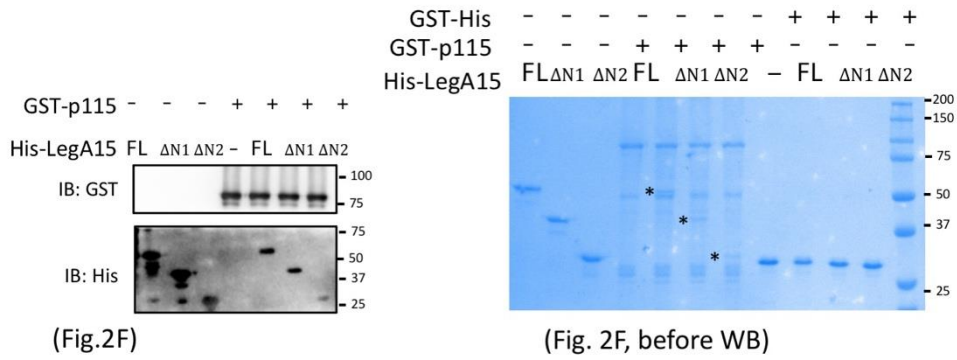 GST-p115 - - - + + + +
His-LegA15 FL ΔN1 ΔN2 – FL ΔN1 ΔN2
IB: GST
100
75
IB: His
75
50
37
25
(Fig.2F)
GST-His – – – – – – – + + + +
GST-p115 – – – + + + + – – – –
His-LegA15 FL ΔN1 ΔN2 FL ΔN1 ΔN2 – FL ΔN1 ΔN2
200
150
75
50
37
25
*
*
*
(Fig. 2F, before WB)